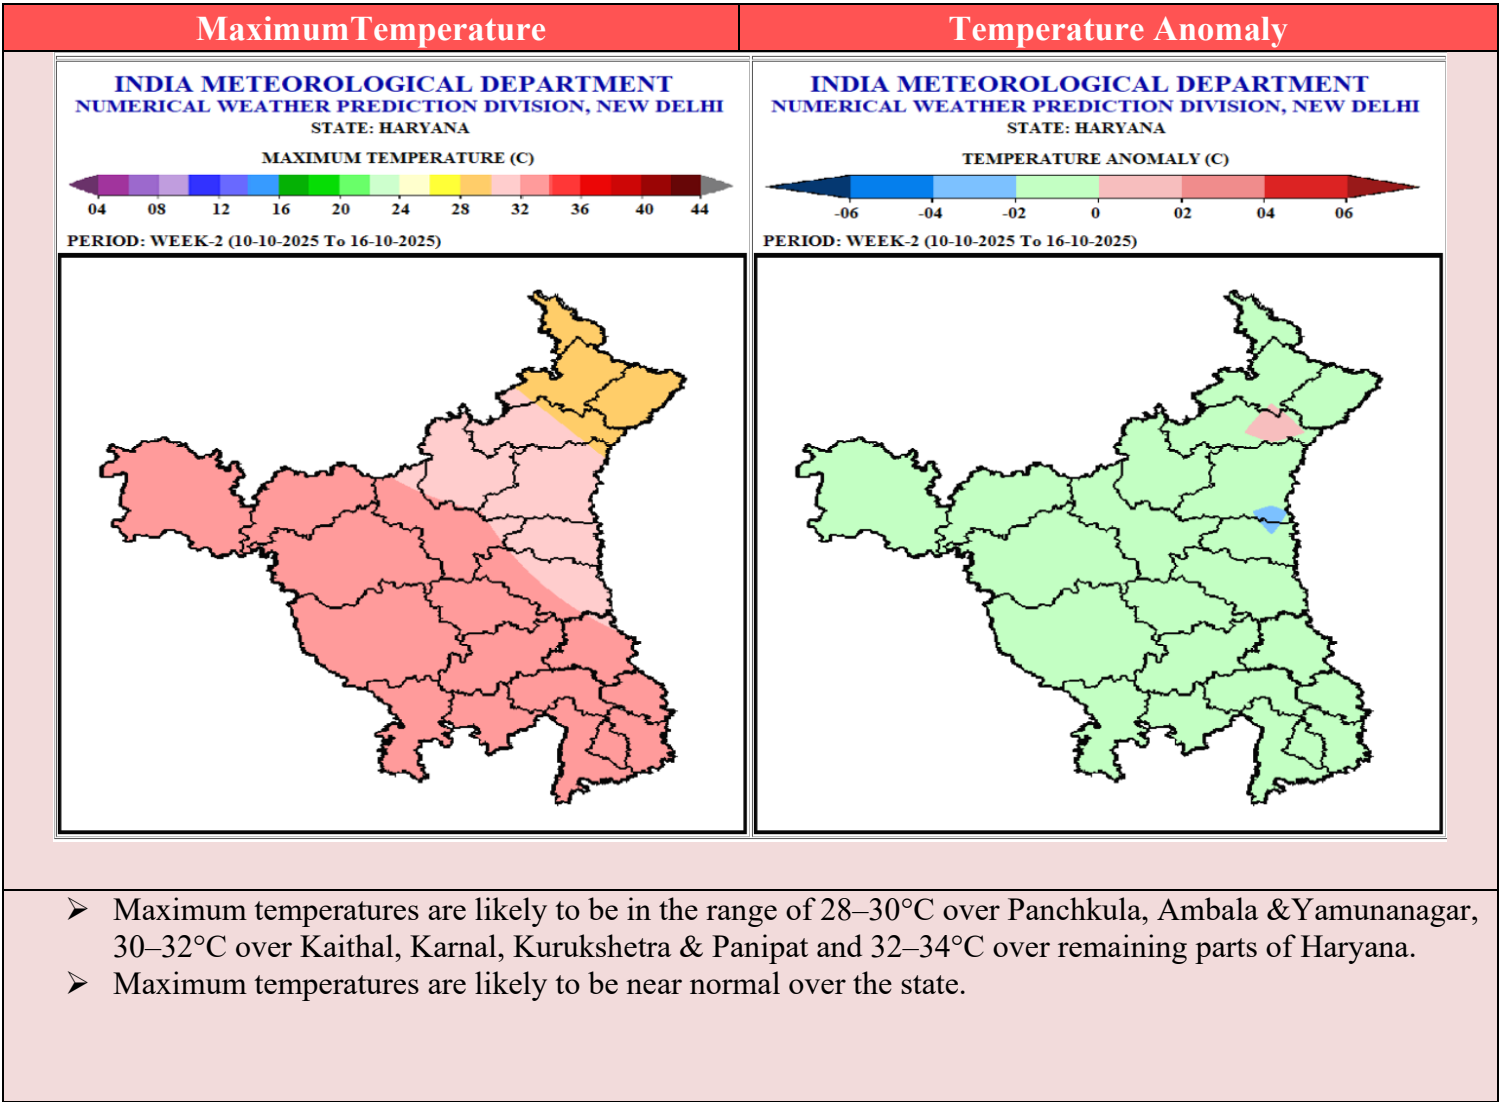 MaximumTemperature
Temperature Anomaly
INDIA METEOROLOGICAL DEPARTMENT
NUMERICAL WEATHER PREDICTION DIVISION, NEW DELHI
STATE: HARYANA
MAXIMUM TEMPERATURE (C)
04 08 12 16 20 24 28 32 36 40 44
PERIOD: WEEK-2 (10-10-2025 To 16-10-2025)
INDIA METEOROLOGICAL DEPARTMENT
NUMERICAL WEATHER PREDICTION DIVISION, NEW DELHI
STATE: HARYANA
TEMPERATURE ANOMALY (C)
-06 -04 -02 0 02 04 06
PERIOD: WEEK-2 (10-10-2025 To 16-10-2025)
➢ Maximum temperatures are likely to be in the range of 28–30°C over Panchkula, Ambala &Yamunanagar,
30–32°C over Kaithal, Karnal, Kurukshetra & Panipat and 32–34°C over remaining parts of Haryana.
➢ Maximum temperatures are likely to be near normal over the state.